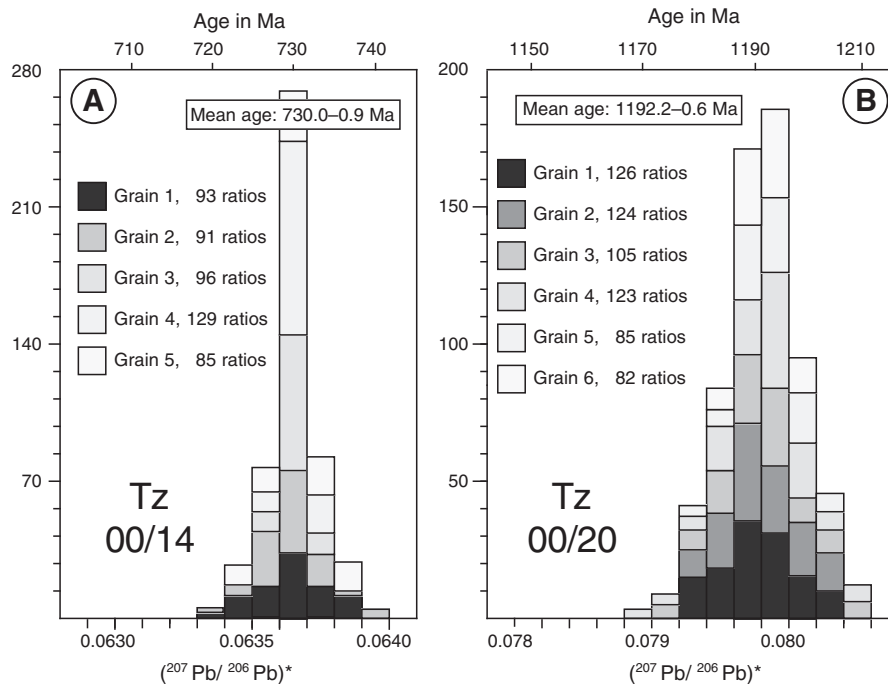 Age in Ma
710 720 730 740
280
A
Mean age: 730.0–0.9 Ma
Grain 1, 93 ratios
210
Grain 2, 91 ratios
Grain 3, 96 ratios
Grain 4, 129 ratios
140
Grain 5, 85 ratios
70
Tz
00/14
0.0630 0.0635 0.0640
(207 Pb/ 206 Pb)*
Age in Ma
1150 1170 1190 1210
200
B
Mean age: 1192.2–0.6 Ma
Grain 1, 126 ratios
150
Grain 2, 124 ratios
Grain 3, 105 ratios
Grain 4, 123 ratios
100
Grain 5, 85 ratios
Grain 6, 82 ratios
50
Tz
00/20
0.078 0.079 0.080
(207 Pb/ 206 Pb)*